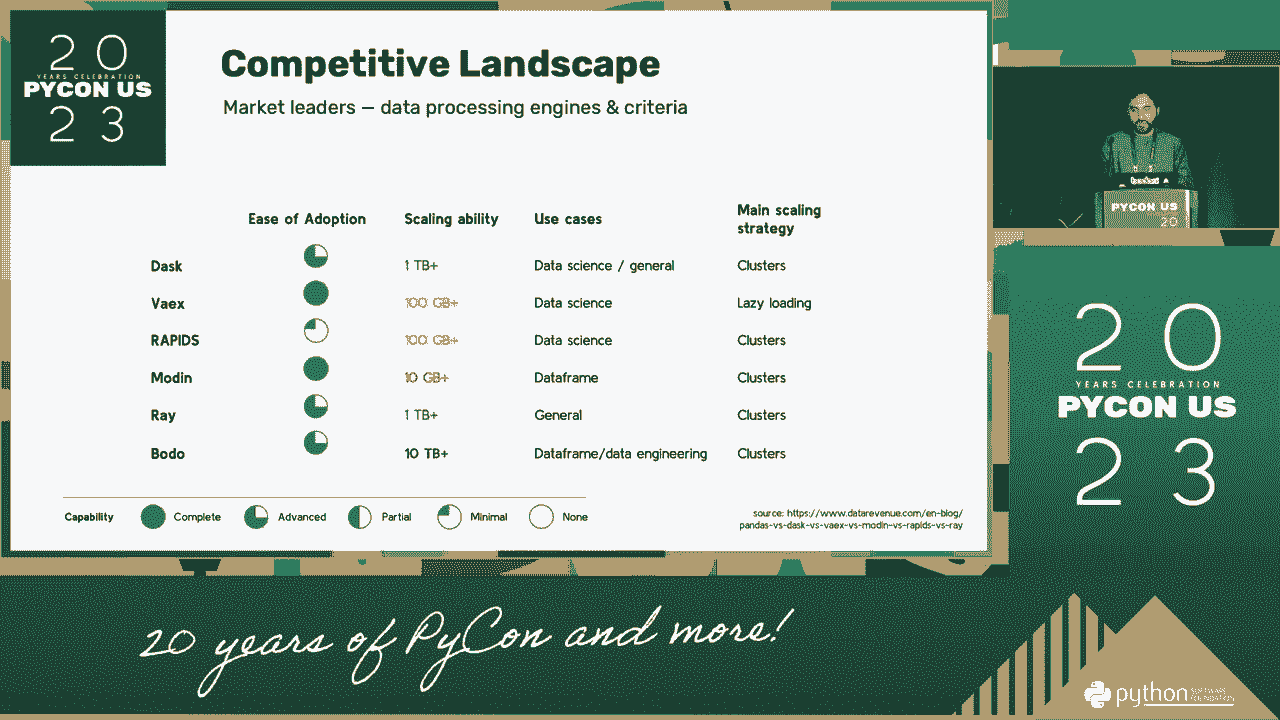 20
YEARS CELEBRATION
PYCON US
23
Competitive Landscape
Market leaders – data processing engines & criteria
Ease of Adoption Scaling ability Use cases Main scaling strategy
Dask 1 TB+ Data science / general Clusters
Vaex 100 GB+ Data science Lazy loading
RAPIDS 100 GB+ Data science Clusters
Modin 10 GB+ Dataframe Clusters
Ray 1 TB+ General Clusters
Bodo 10 TB+ Dataframe/data engineering Clusters
Capability Complete Advanced Partial Minimal None
source: https://www.datarevenue.com/en-blog/
pandas-vs-dask-vs-vaex-vs-modin-vs-rapids-vs-ray
PYCON US
20
20
YEARS CELEBRATION
PYCON US
23
20 years of PyCon and more!
python SOFTWARE
FOUNDATION